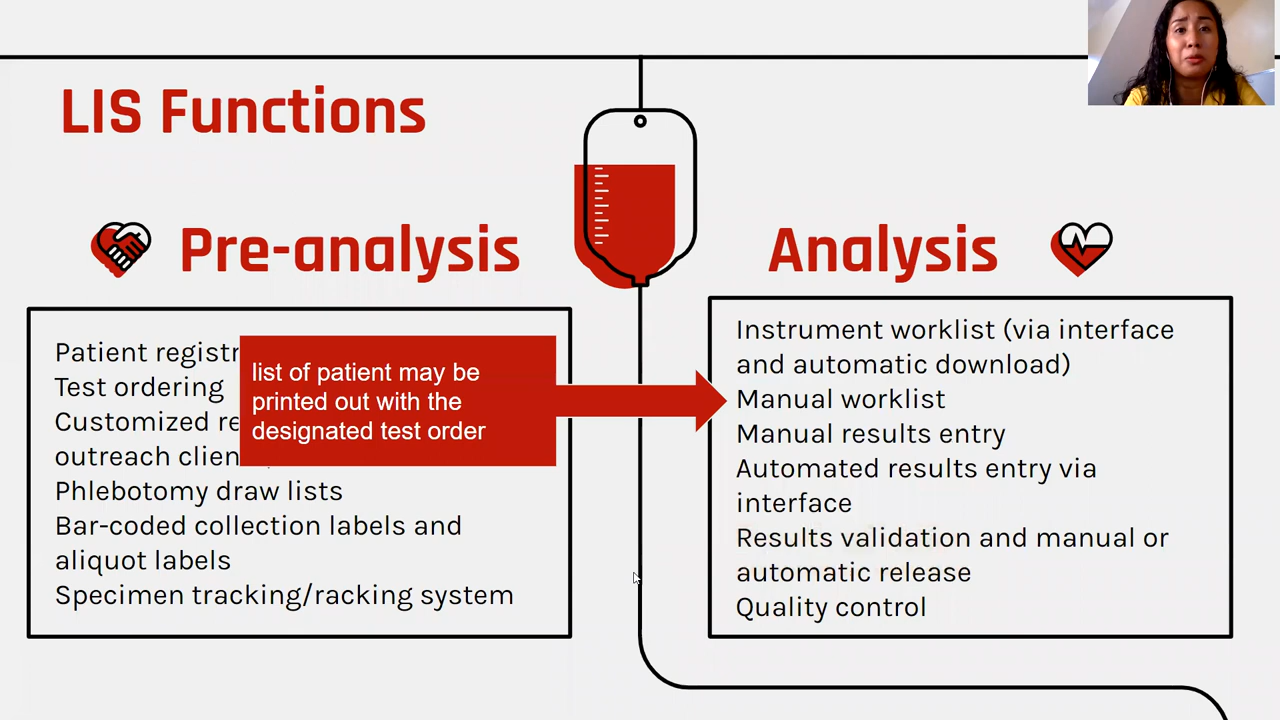 LIS Functions
Pre-analysis
Patient
Test ordering
Customized
outreach
Phlebotomy draw lists
Bar-coded collection labels and
aliquot labels
Specimen tracking/racking system
list of patient may be
printed out with the
designated test order
Analysis
Instrument worklist (via interface
and automatic download)
Manual worklist
Manual results entry
Automated results entry via
interface
Results validation and manual or
automatic release
Quality control